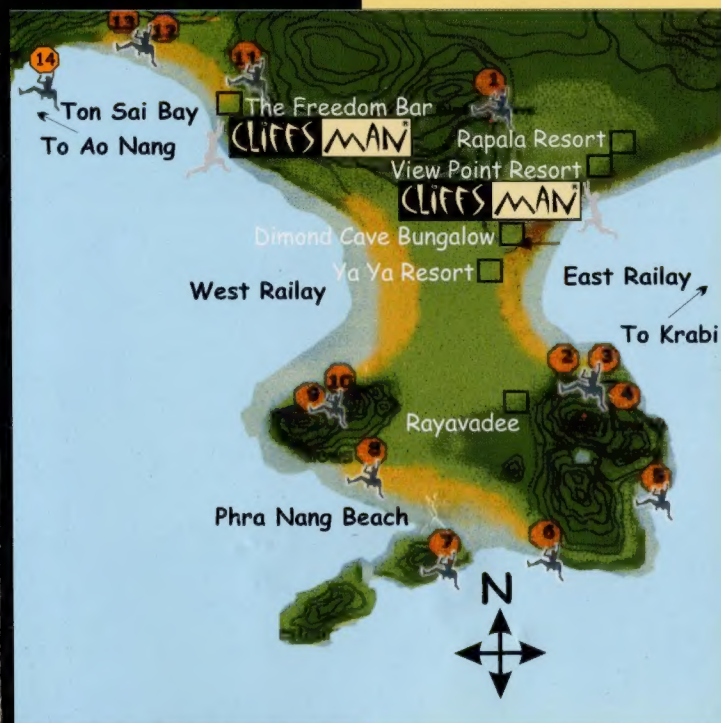 13
12
14
11
1
Ton Sai Bay
The Freedom Bar
To Ao Nang
CLIFFS MAN
Rapala Resort
View Point Resort
CLIFFS MAN
Dimond Cave Bungalow
Ya Ya Resort
West Railay
East Railay
To Krabi
2 3
10
9
4
Rayavadee
8
5
Phra Nang Beach
7
6
N